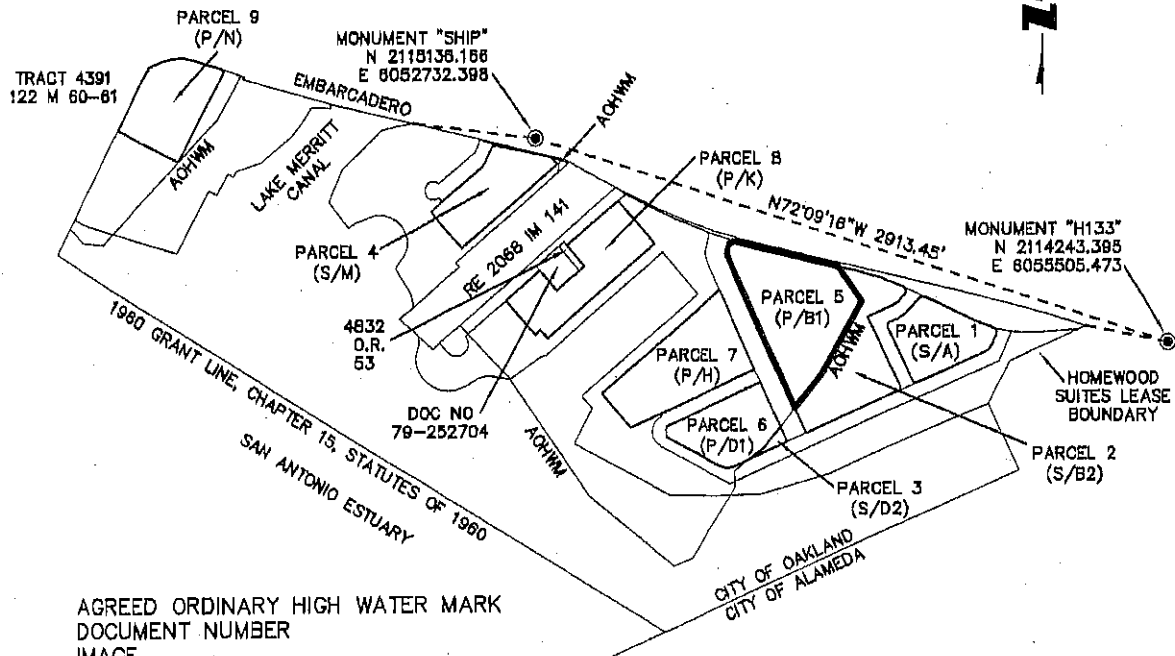 PARCEL 9
(P/N)
TRACT 4391
122 M 60-61
MONUMENT "SHIP"
N 2115136.166
E 6052732.398
EMBARCADERO
AOHWM
LAKE MERRITT
CANAL
AOHWM
PARCEL 8
(P/K)
N72°09'16"W 2913.45'
MONUMENT "H133"
N 2114243.395
E 6055505.473
PARCEL 4
(S/M)
RE 2068 IM 141
PARCEL 5
(P/B1)
AOHWM
PARCEL 1
(S/A)
4832
O.R.
53
PARCEL 7
(P/H)
HOMEWOOD
SUITES LEASE
BOUNDARY
DOC NO
79-252704
AOHWM
PARCEL 6
(P/D1)
PARCEL 2
(S/B2)
PARCEL 3
(S/D2)
1960 GRANT LINE, CHAPTER 15, STATUTES OF 1960
SAN ANTONIO ESTUARY
CITY OF OAKLAND
CITY OF ALAMEDA
AGREED ORDINARY HIGH WATER MARK
DOCUMENT NUMBER
IMAGE